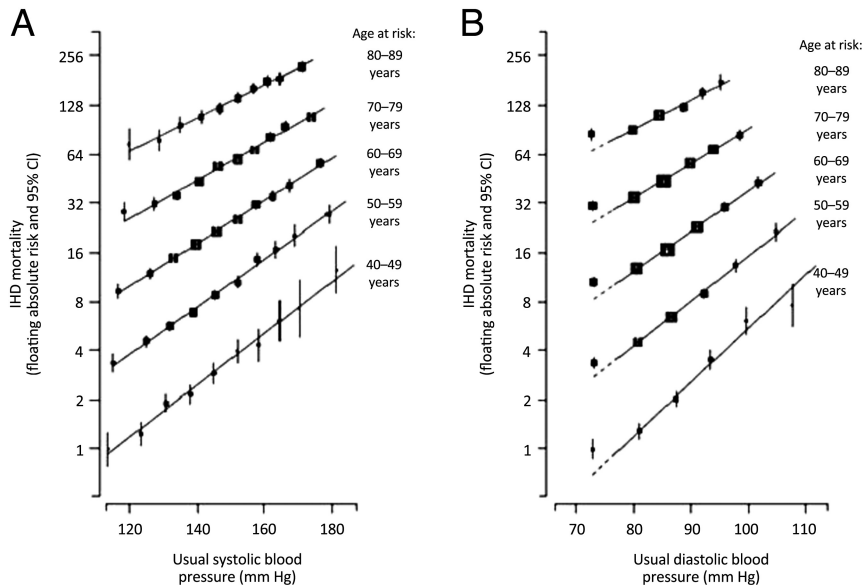 A
IHD mortality
(floating absolute risk and 95% CI)
256
128
64
32
16
8
4
2
1
120
140
160
180
Usual systolic blood
pressure (mm Hg)
Age at risk:
80–89
years
70–79
years
60–69
years
50–59
years
40–49
years
B
IHD mortality
(floating absolute risk and 95% CI)
256
128
64
32
16
8
4
2
1
70
80
90
100
110
Usual diastolic blood
pressure (mm Hg)
Age at risk:
80–89
years
70–79
years
60–69
years
50–59
years
40–49
years